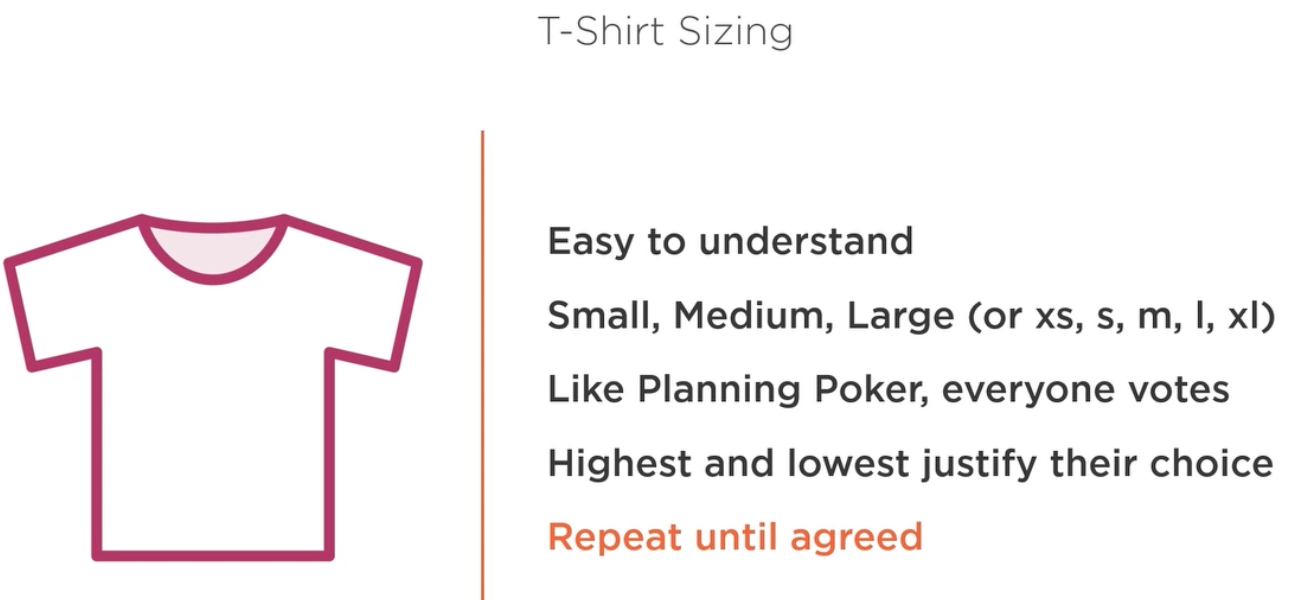 T-Shirt Sizing
Easy to understand
Small, Medium, Large (or xs, s, m, l, xl)
Like Planning Poker, everyone votes
Highest and lowest justify their choice
Repeat until agreed